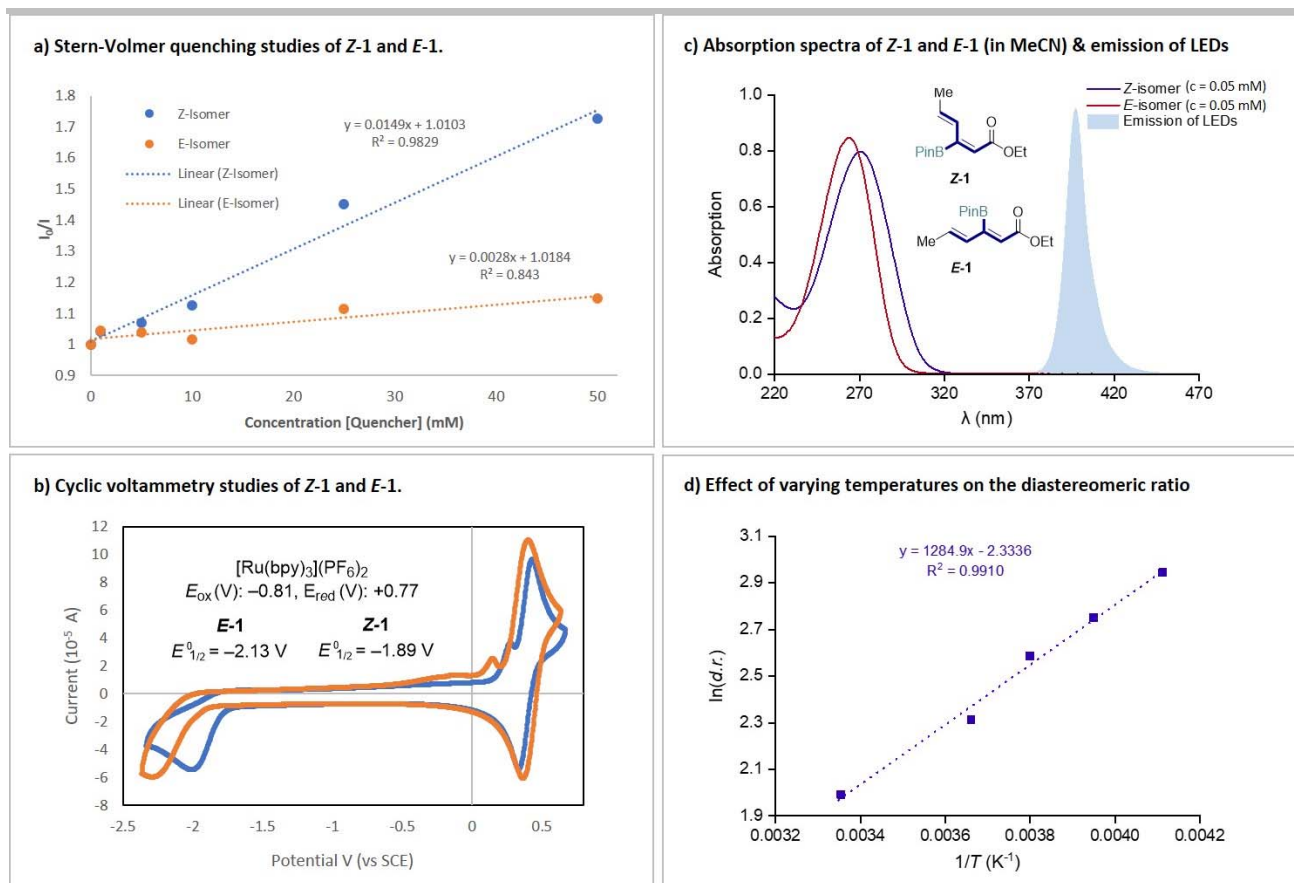 a) Stern-Volmer quenching studies of Z-1 and E-1.
1.8
1.7
1.6
1.5
1.4
1.3
1.2
1.1
1
0.9
I₀/I
Z-Isomer
E-Isomer
Linear (Z-Isomer)
Linear (E-Isomer)
y = 0.0149x + 1.0103
R² = 0.9829
y = 0.0028x + 1.0184
R² = 0.843
0 10 20 30 40 50
Concentration [Quencher] (mM)
c) Absorption spectra of Z-1 and E-1 (in MeCN) & emission of LEDs
Z-isomer (c = 0.05 mM)
E-isomer (c = 0.05 mM)
Emission of LEDs
1.0
0.8
0.6
0.4
0.2
0.0
Absorption
Me
O
PinB
OEt
Z-1
PinB
O
Me
OEt
E-1
220 270 320 370 420 470
λ (nm)
b) Cyclic voltammetry studies of Z-1 and E-1.
12
10
8
6
4
2
0
-2
-4
-6
-8
Current (10⁻⁵ A)
[Ru(bpy)₃](PF₆)₂
Eox (V): –0.81, Ered (V): +0.77
E-1 Z-1
E⁰1/2 = –2.13 V E⁰1/2 = –1.89 V
-2.5 -2 -1.5 -1 -0.5 0 0.5
Potential V (vs SCE)
d) Effect of varying temperatures on the diastereomeric ratio
3.1
2.9
2.7
2.5
2.3
2.1
1.9
ln(d.r.)
y = 1284.9x - 2.3336
R² = 0.9910
0.0032 0.0034 0.0036 0.0038 0.0040 0.0042
1/T (K⁻¹)